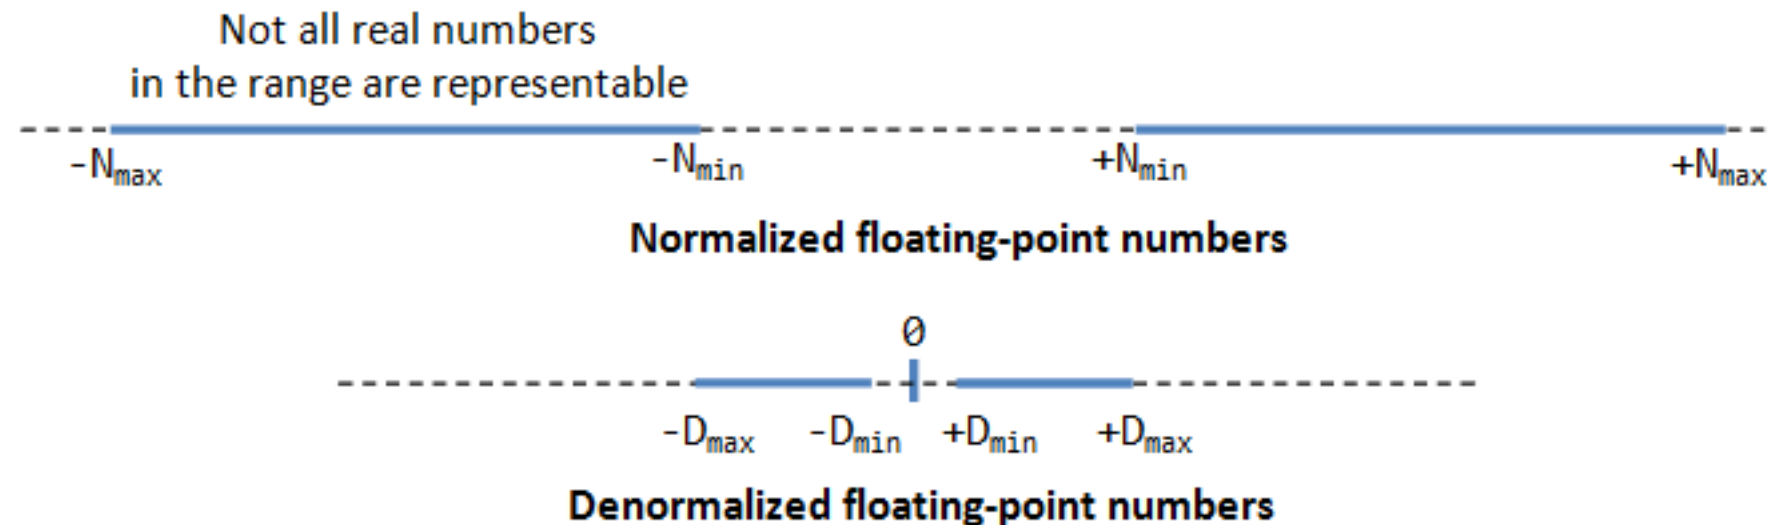 Not all real numbers
in the range are representable
-Nmax -Nmin +Nmin +Nmax
Normalized floating-point numbers
0
-Dmax -Dmin +Dmin +Dmax
Denormalized floating-point numbers